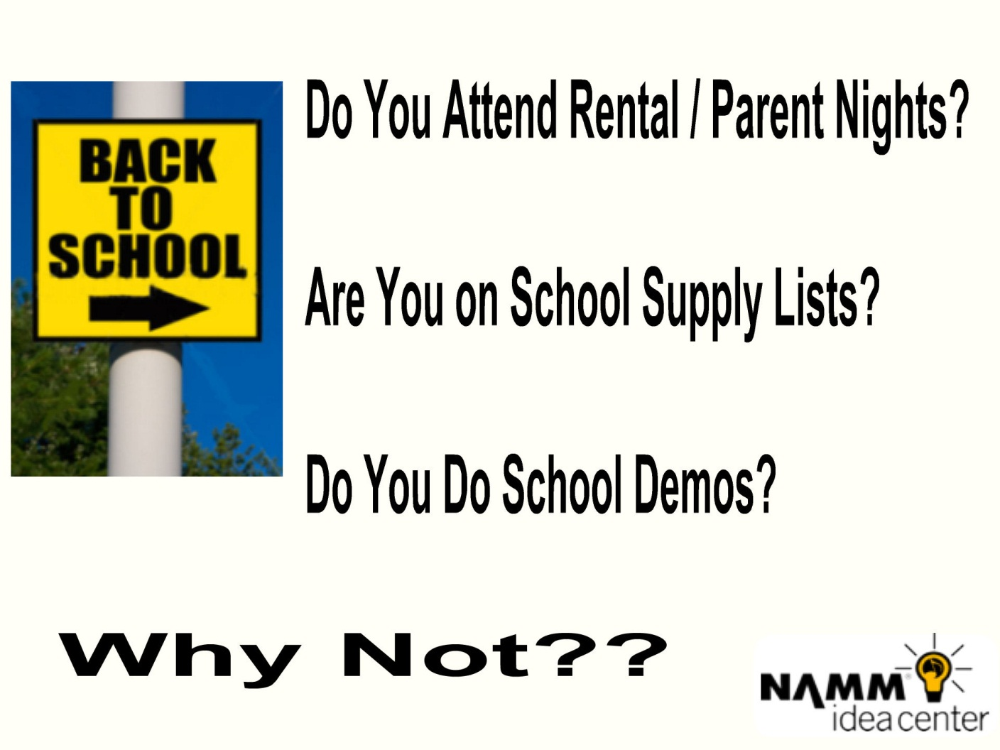 BACK
TO
SCHOOL
Do You Attend Rental / Parent Nights?
Are You on School Supply Lists?
Do You Do School Demos?
Why Not??
NAMM®
idea center